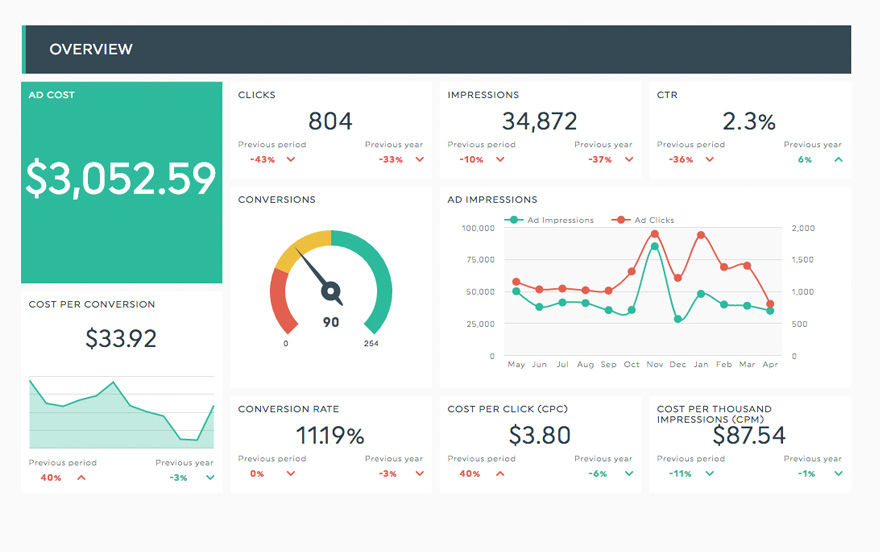 OVERVIEW
AD COST
$3,052.59
CLICKS
804
Previous period Previous year
-43% -33%
IMPRESSIONS
34,872
Previous period Previous year
-10% -37%
CTR
2.3%
Previous period Previous year
-36% 6%
CONVERSIONS
90
0 254
AD IMPRESSIONS
Ad Impressions Ad Clicks
100,000 2,000
75,000 1,500
50,000 1,000
25,000 500
0 0
May Jun Jul Aug Sep Oct Nov Dec Jan Feb Mar Apr
COST PER CONVERSION
$33.92
Previous period Previous year
40% -3%
CONVERSION RATE
11.19%
Previous period Previous year
0% -3%
COST PER CLICK (CPC)
$3.80
Previous period Previous year
40% -6%
COST PER THOUSAND
IMPRESSIONS (CPM)
$87.54
Previous period Previous year
-11% -1%